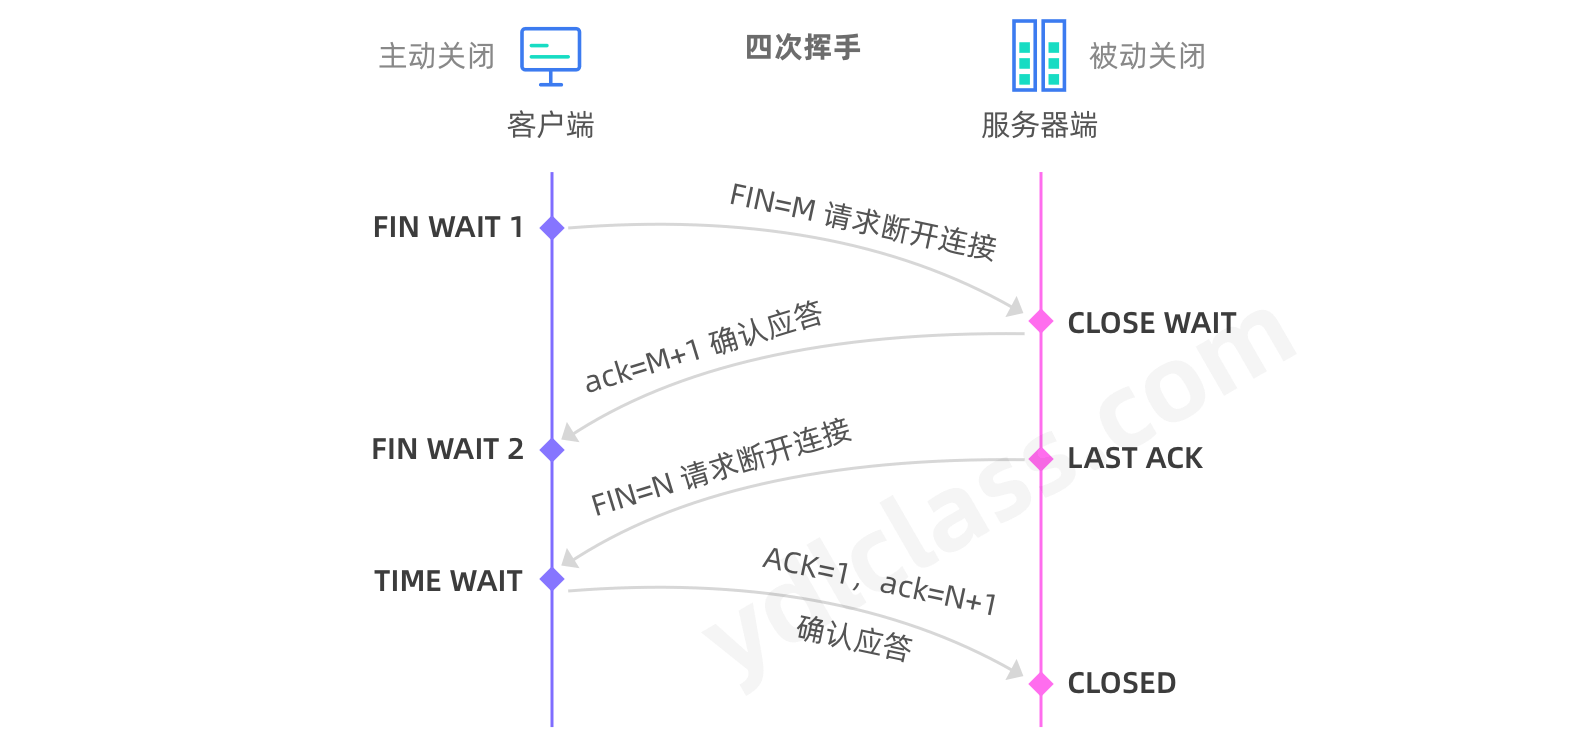 四次挥手
主动关闭
被动关闭
客户端
服务器端
FIN=M 请求断开连接
FIN WAIT 1
CLOSE WAIT
ack=M+1 确认应答
FIN WAIT 2
FIN=N 请求断开连接
LAST ACK
TIME WAIT
ACK=1，ack=N+1
确认应答
CLOSED
ydlclass com